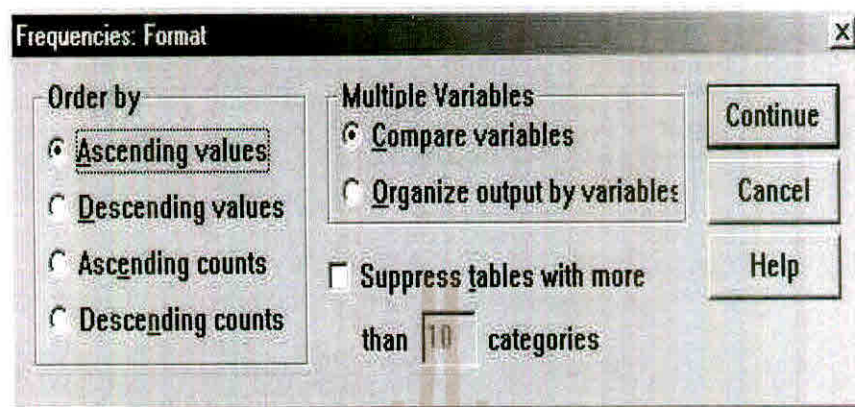 Frequencies: Format
Order by
Ascending values
Descending values
Ascending counts
Descending counts
Multiple Variables
Compare variables
Organize output by variables
Suppress tables with more
than 10 categories
Continue
Cancel
Help